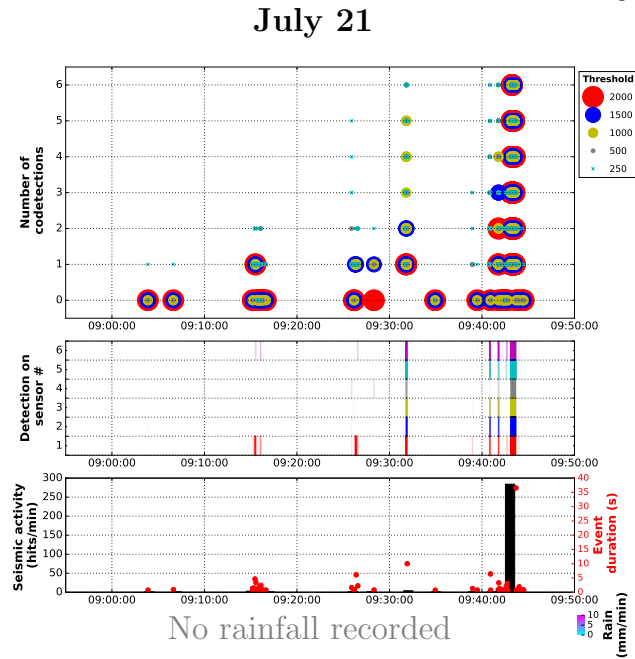 July 21
6
5
4
3
2
1
0
Number of
codetections
09:00:00 09:10:00 09:20:00 09:30:00 09:40:00 09:50:00
Threshold
2000
1500
1000
500
250
6
5
4
3
2
1
Detection on
sensor #
09:00:00 09:10:00 09:20:00 09:30:00 09:40:00 09:50:00
300
250
200
150
100
50
0
Seismic activity
(hits/min)
40
35
30
25
20
15
10
5
0
Event
duration (s)
09:00:00 09:10:00 09:20:00 09:30:00 09:40:00 09:50:00
No rainfall recorded
10
5
0
Rain
(mm/min)